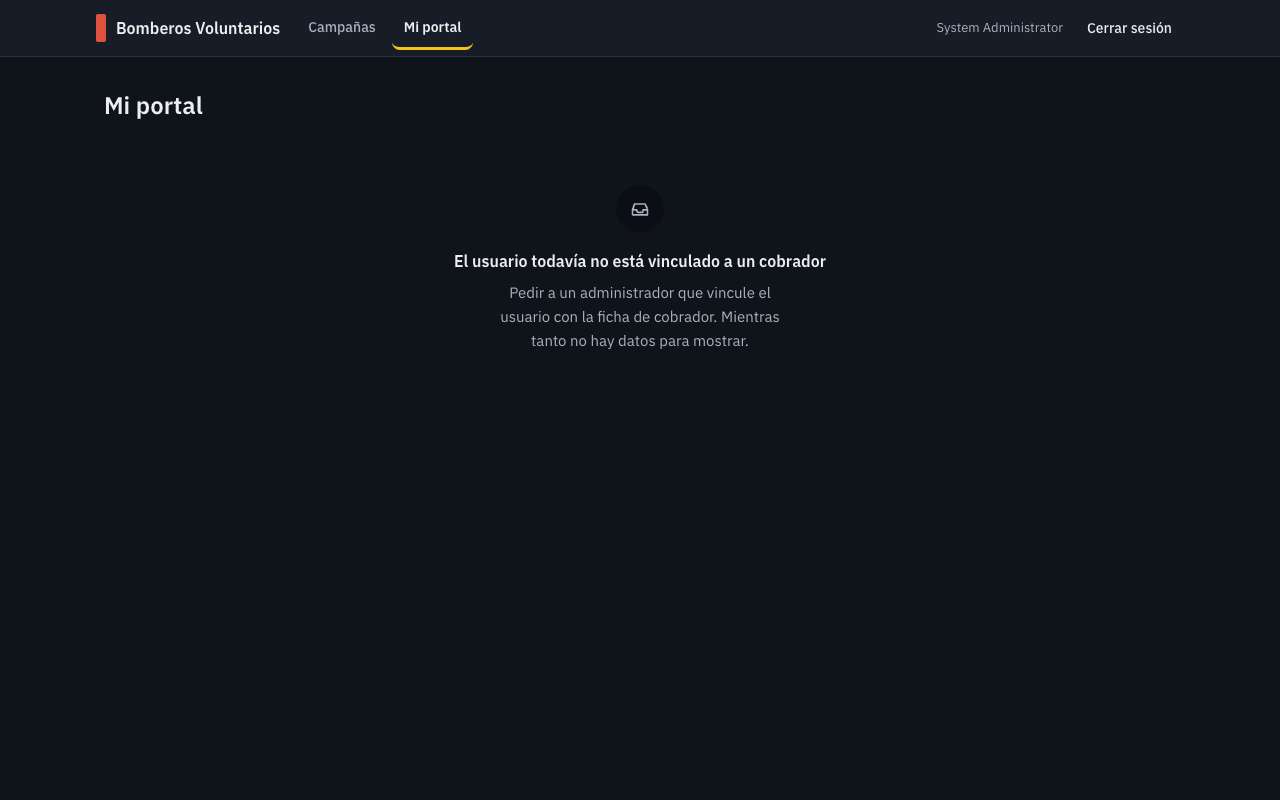 Bomberos Voluntarios
Campañas
Mi portal
System Administrator
Cerrar sesión
Mi portal
El usuario todavía no está vinculado a un cobrador
Pedir a un administrador que vincule el
usuario con la ficha de cobrador. Mientras
tanto no hay datos para mostrar.